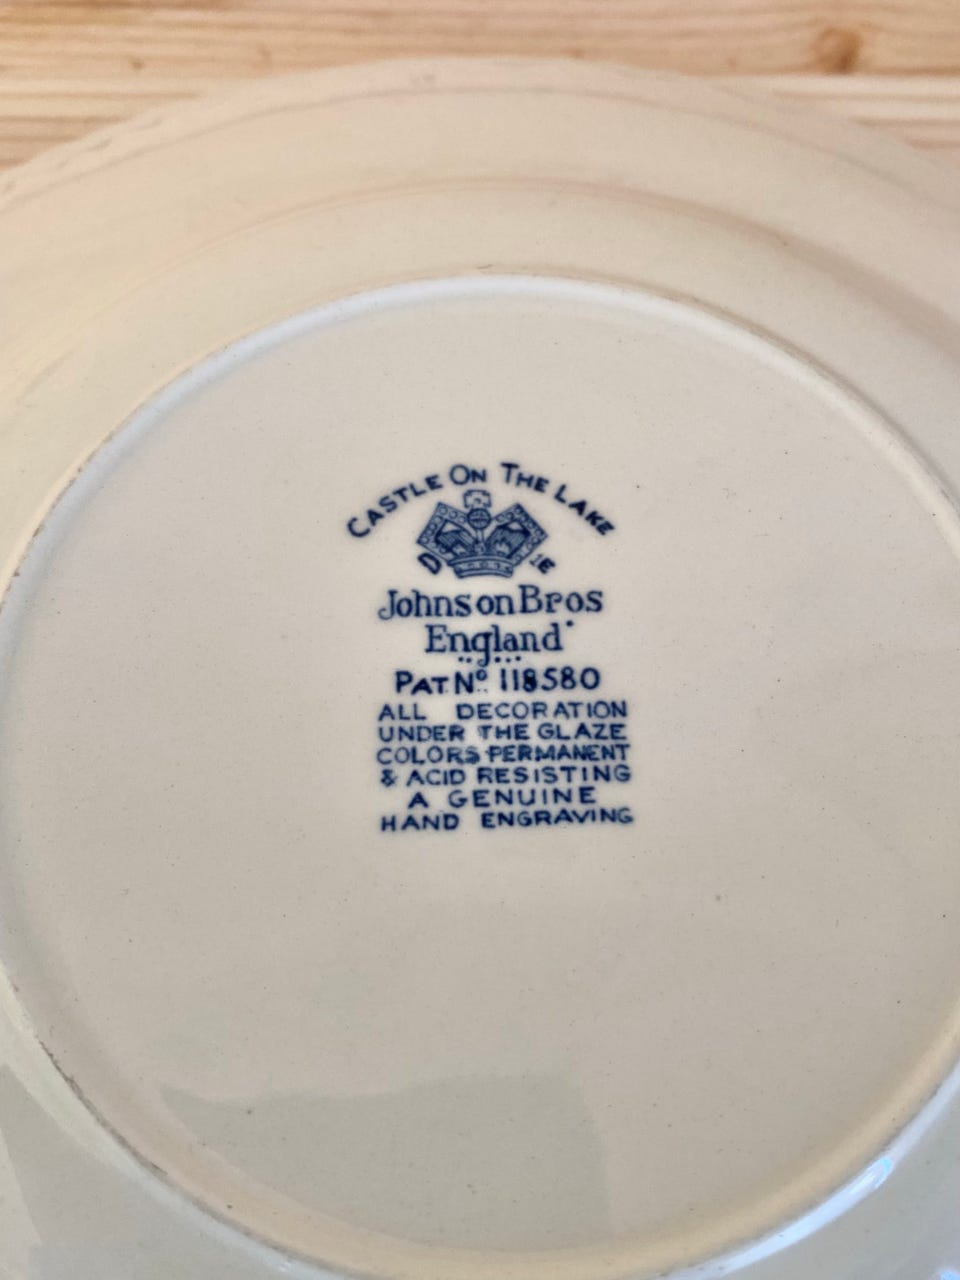 CASTLE ON THE LAKE
D E
Johnson Bros
England
PAT. Nº 118580
ALL DECORATION
UNDER THE GLAZE
COLORS PERMANENT
& ACID RESISTING
A GENUINE
HAND ENGRAVING